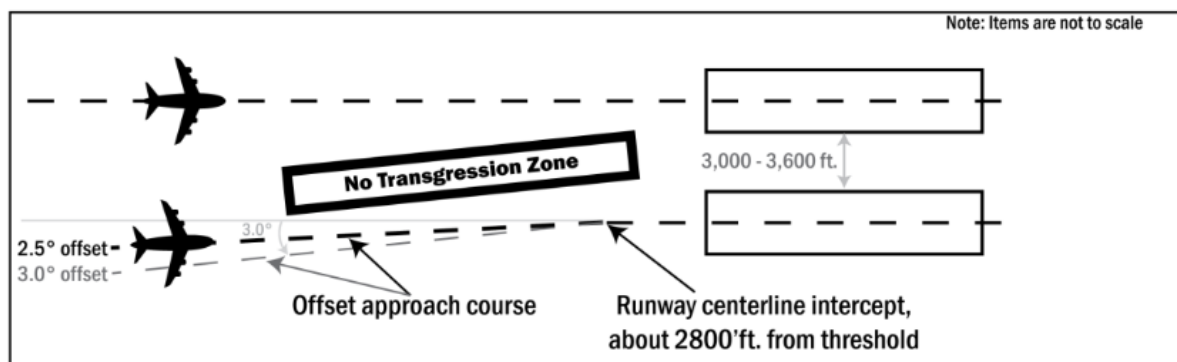 Note: Items are not to scale
No Transgression Zone
3,000 - 3,600 ft.
3.0°
2.5° offset
3.0° offset
Offset approach course
Runway centerline intercept,
about 2800'ft. from threshold